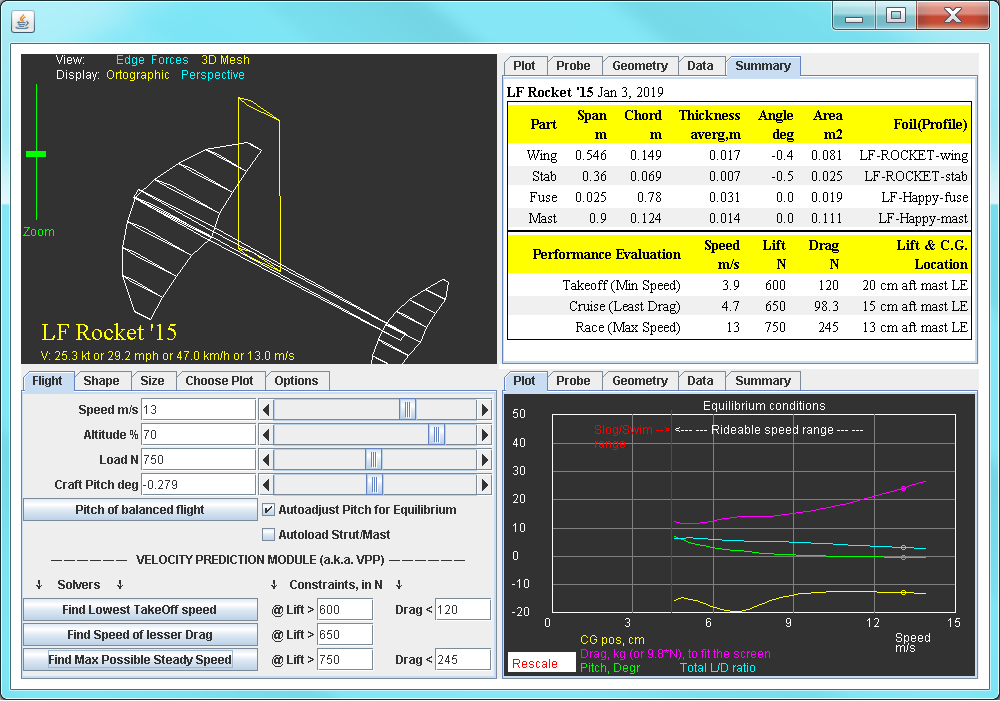 View: Edge Forces 3D Mesh
Display: Ortographic Perspective
Zoom
LF Rocket '15
V: 25.3 kt or 29.2 mph or 47.0 km/h or 13.0 m/s
Plot Probe Geometry Data Summary
LF Rocket '15 Jan 3, 2019
Part Span m Chord m Thickness averg,m Angle deg Area m2 Foil(Profile)
Wing 0.546 0.149 0.017 -0.4 0.081 LF-ROCKET-wing
Stab 0.36 0.069 0.007 -0.5 0.025 LF-ROCKET-stab
Fuse 0.025 0.78 0.031 0.0 0.019 LF-Happy-fuse
Mast 0.9 0.124 0.014 0.0 0.111 LF-Happy-mast
Performance Evaluation Speed m/s Lift N Drag N Lift & C.G. Location
Takeoff (Min Speed) 3.9 600 120 20 cm aft mast LE
Cruise (Least Drag) 4.7 650 98.3 15 cm aft mast LE
Race (Max Speed) 13 750 245 13 cm aft mast LE
Flight Shape Size Choose Plot Options
Speed m/s 13
Altitude % 70
Load N 750
Craft Pitch deg -0.279
Pitch of balanced flight Autoadjust Pitch for Equilibrium
Autoload Strut/Mast
— — — — — — VELOCITY PREDICTION MODULE (a.k.a. VPP) — — — — — —
↓ Solvers ↓ ↓ Constraints, in N ↓
Find Lowest TakeOff speed @ Lift > 600 Drag < 120
Find Speed of lesser Drag @ Lift > 650
Find Max Possible Steady Speed @ Lift > 750 Drag < 245
Plot Probe Geometry Data Summary
Equilibrium conditions
Slog/Swim --> <--- --- Rideable speed range --- ---
range
50
40
30
20
10
0
-10
-20
0 3 6 9 12 15
Speed
m/s
CG pos, cm
Drag, kg (or 9.8*N), to fit the screen
Pitch, Degr Total L/D ratio
Rescale